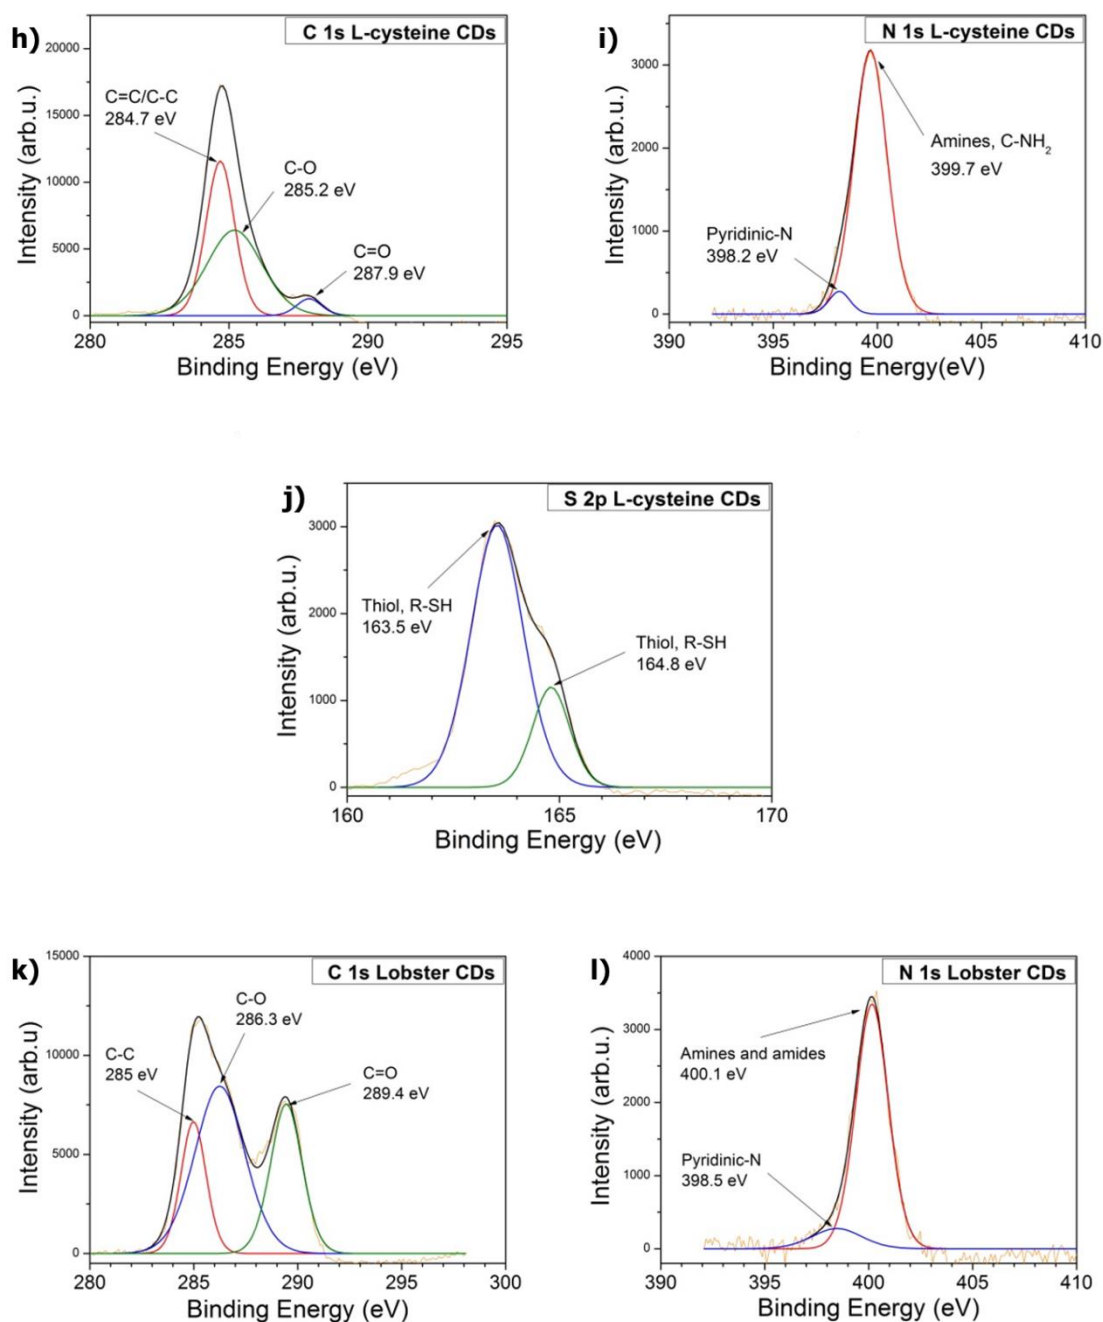 h)
C 1s L-cysteine CDs
20000
15000
10000
5000
0
C=C/C-C
284.7 eV
C-O
285.2 eV
C=O
287.9 eV
280
285
290
295
Intensity (arb.u.)
Binding Energy (eV)
i)
N 1s L-cysteine CDs
3000
2000
1000
0
Amines, C-NH₂
399.7 eV
Pyridinic-N
398.2 eV
390
395
400
405
410
Intensity (arb.u.)
Binding Energy(eV)
j)
S 2p L-cysteine CDs
3000
2000
1000
0
Thiol, R-SH
163.5 eV
Thiol, R-SH
164.8 eV
160
165
170
Intensity (arb.u.)
Binding Energy (eV)
k)
C 1s Lobster CDs
15000
10000
5000
0
C-O
286.3 eV
C-C
285 eV
C=O
289.4 eV
280
285
290
295
300
Intensity (arb.u)
Binding Energy (eV)
l)
N 1s Lobster CDs
4000
3000
2000
1000
0
Amines and amides
400.1 eV
Pyridinic-N
398.5 eV
390
395
400
405
410
Intensity (arb.u.)
Binding Energy (eV)